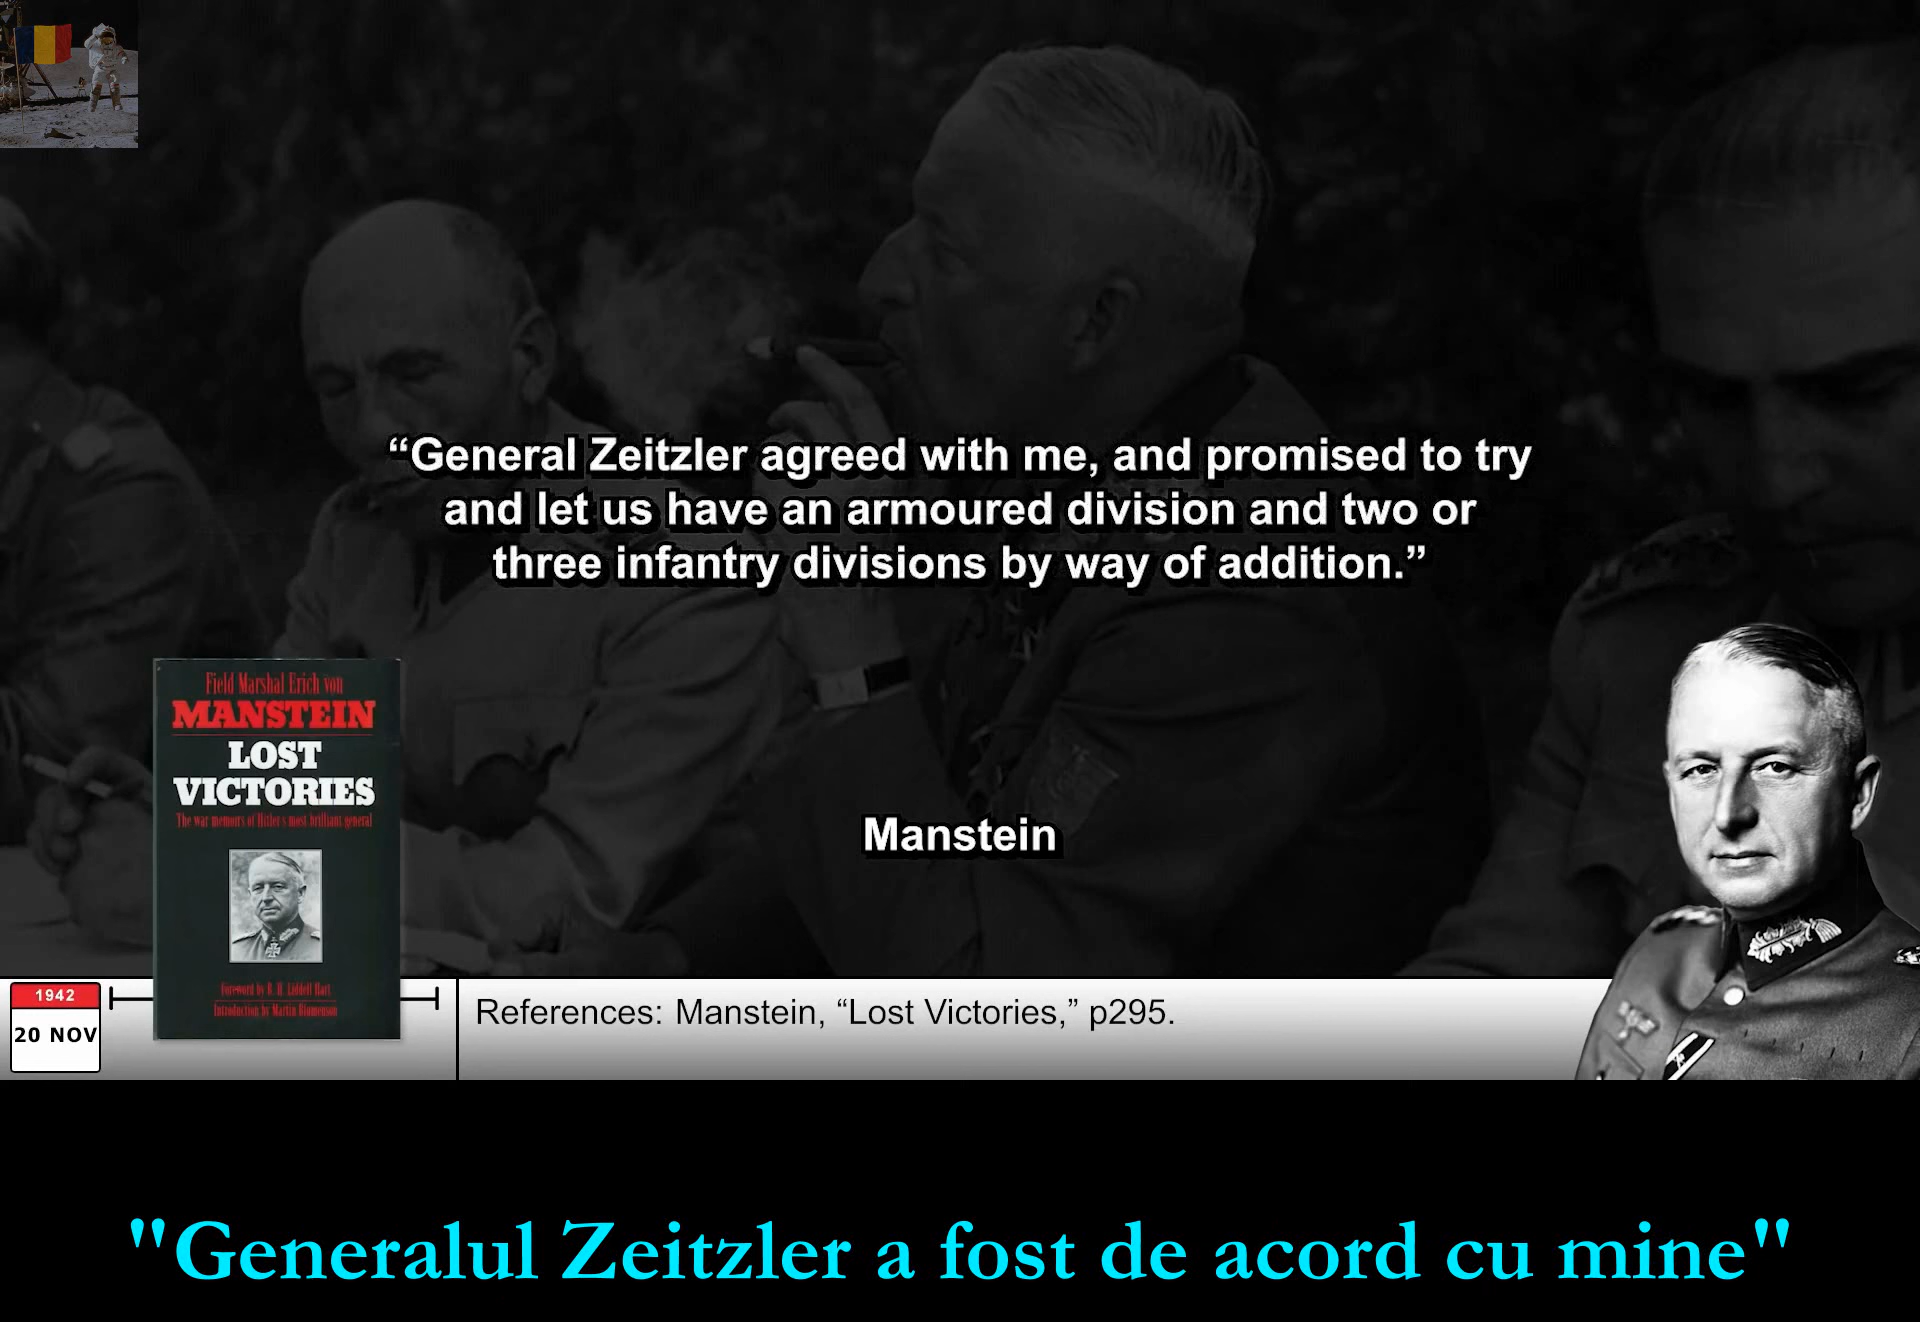 “General Zeitzler agreed with me, and promised to try
and let us have an armoured division and two or
three infantry divisions by way of addition.”
Manstein
Field Marshal Erich von
MANSTEIN
LOST
VICTORIES
The war memoirs of Hitler's most brilliant general
Foreword by B. H. Liddell Hart
Introduction by Martin Blumenson
1942
20 NOV
References: Manstein, “Lost Victories,” p295.
"Generalul Zeitzler a fost de acord cu mine"